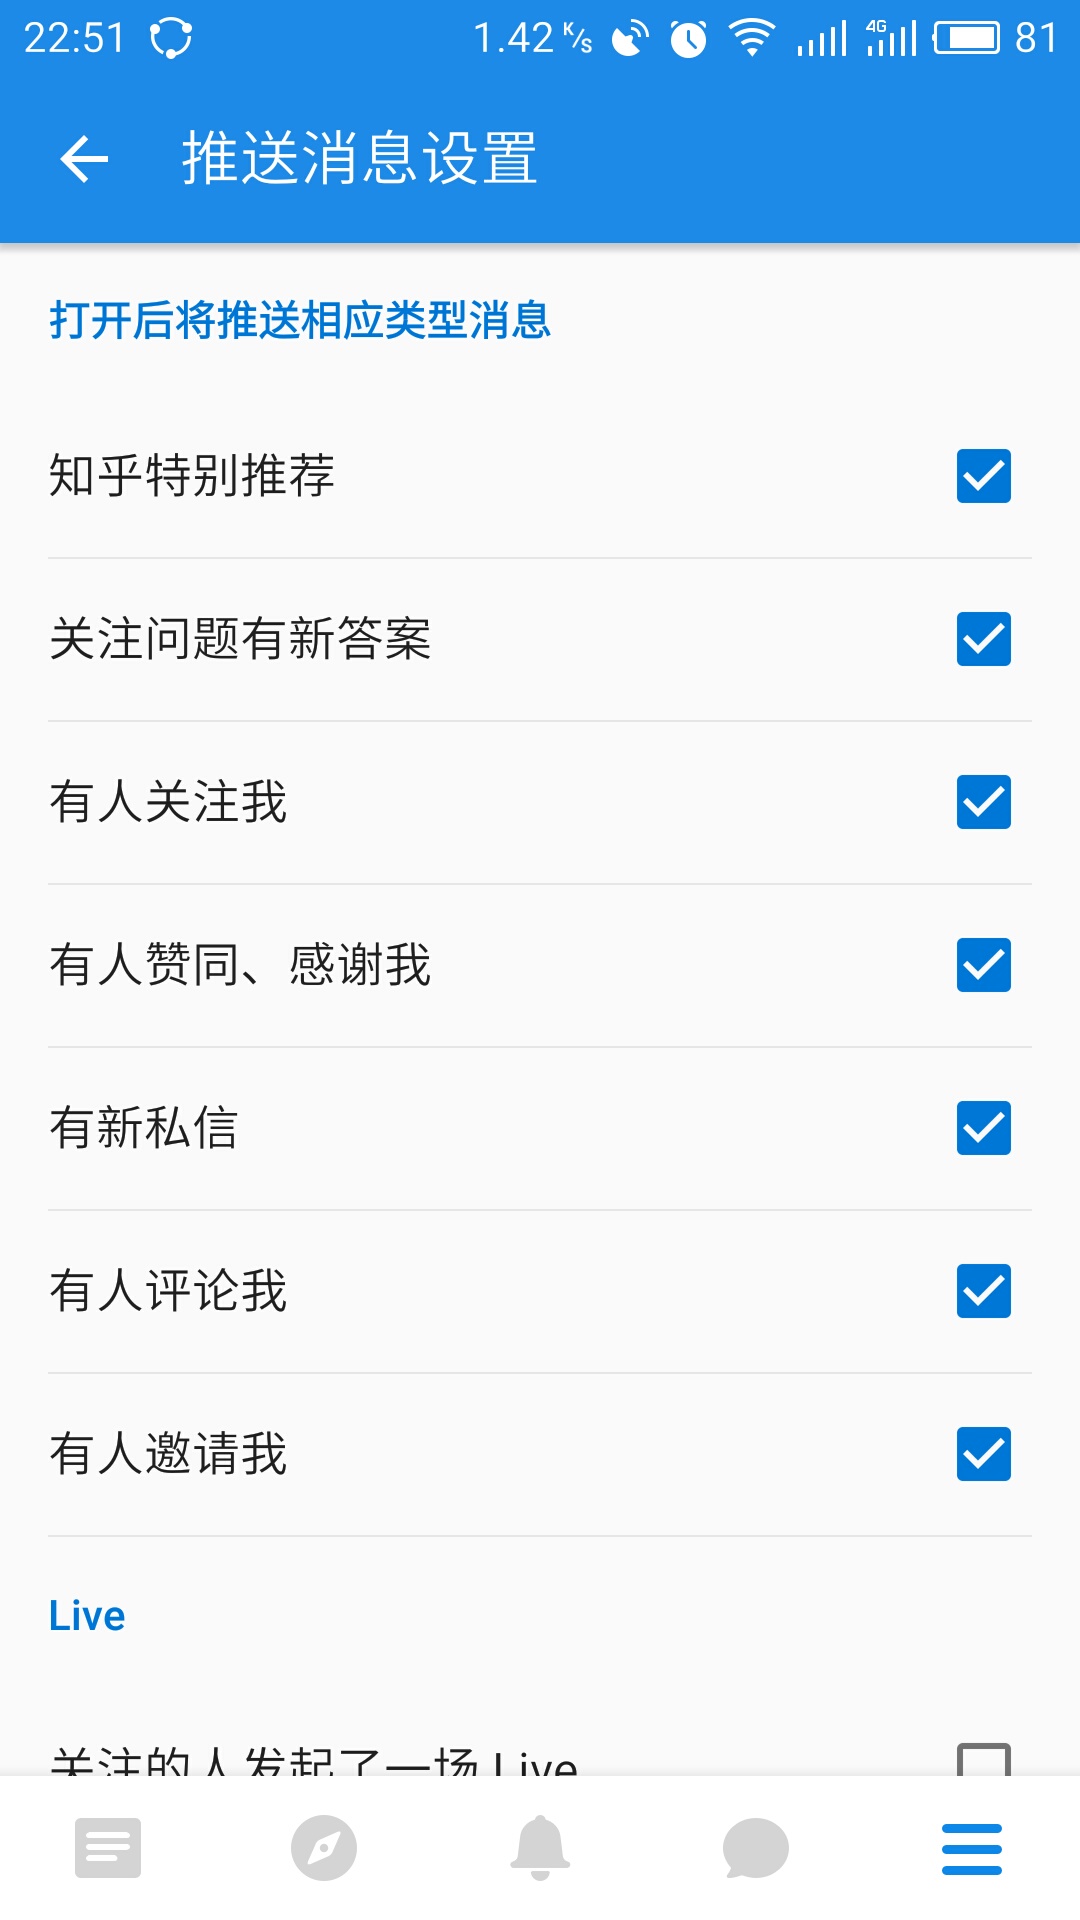 22:51 1.42 K/s 4G 81
推送消息设置
打开后将推送相应类型消息
知乎特别推荐
关注问题有新答案
有人关注我
有人赞同、感谢我
有新私信
有人评论我
有人邀请我
Live
关注的人发起了一场 Live